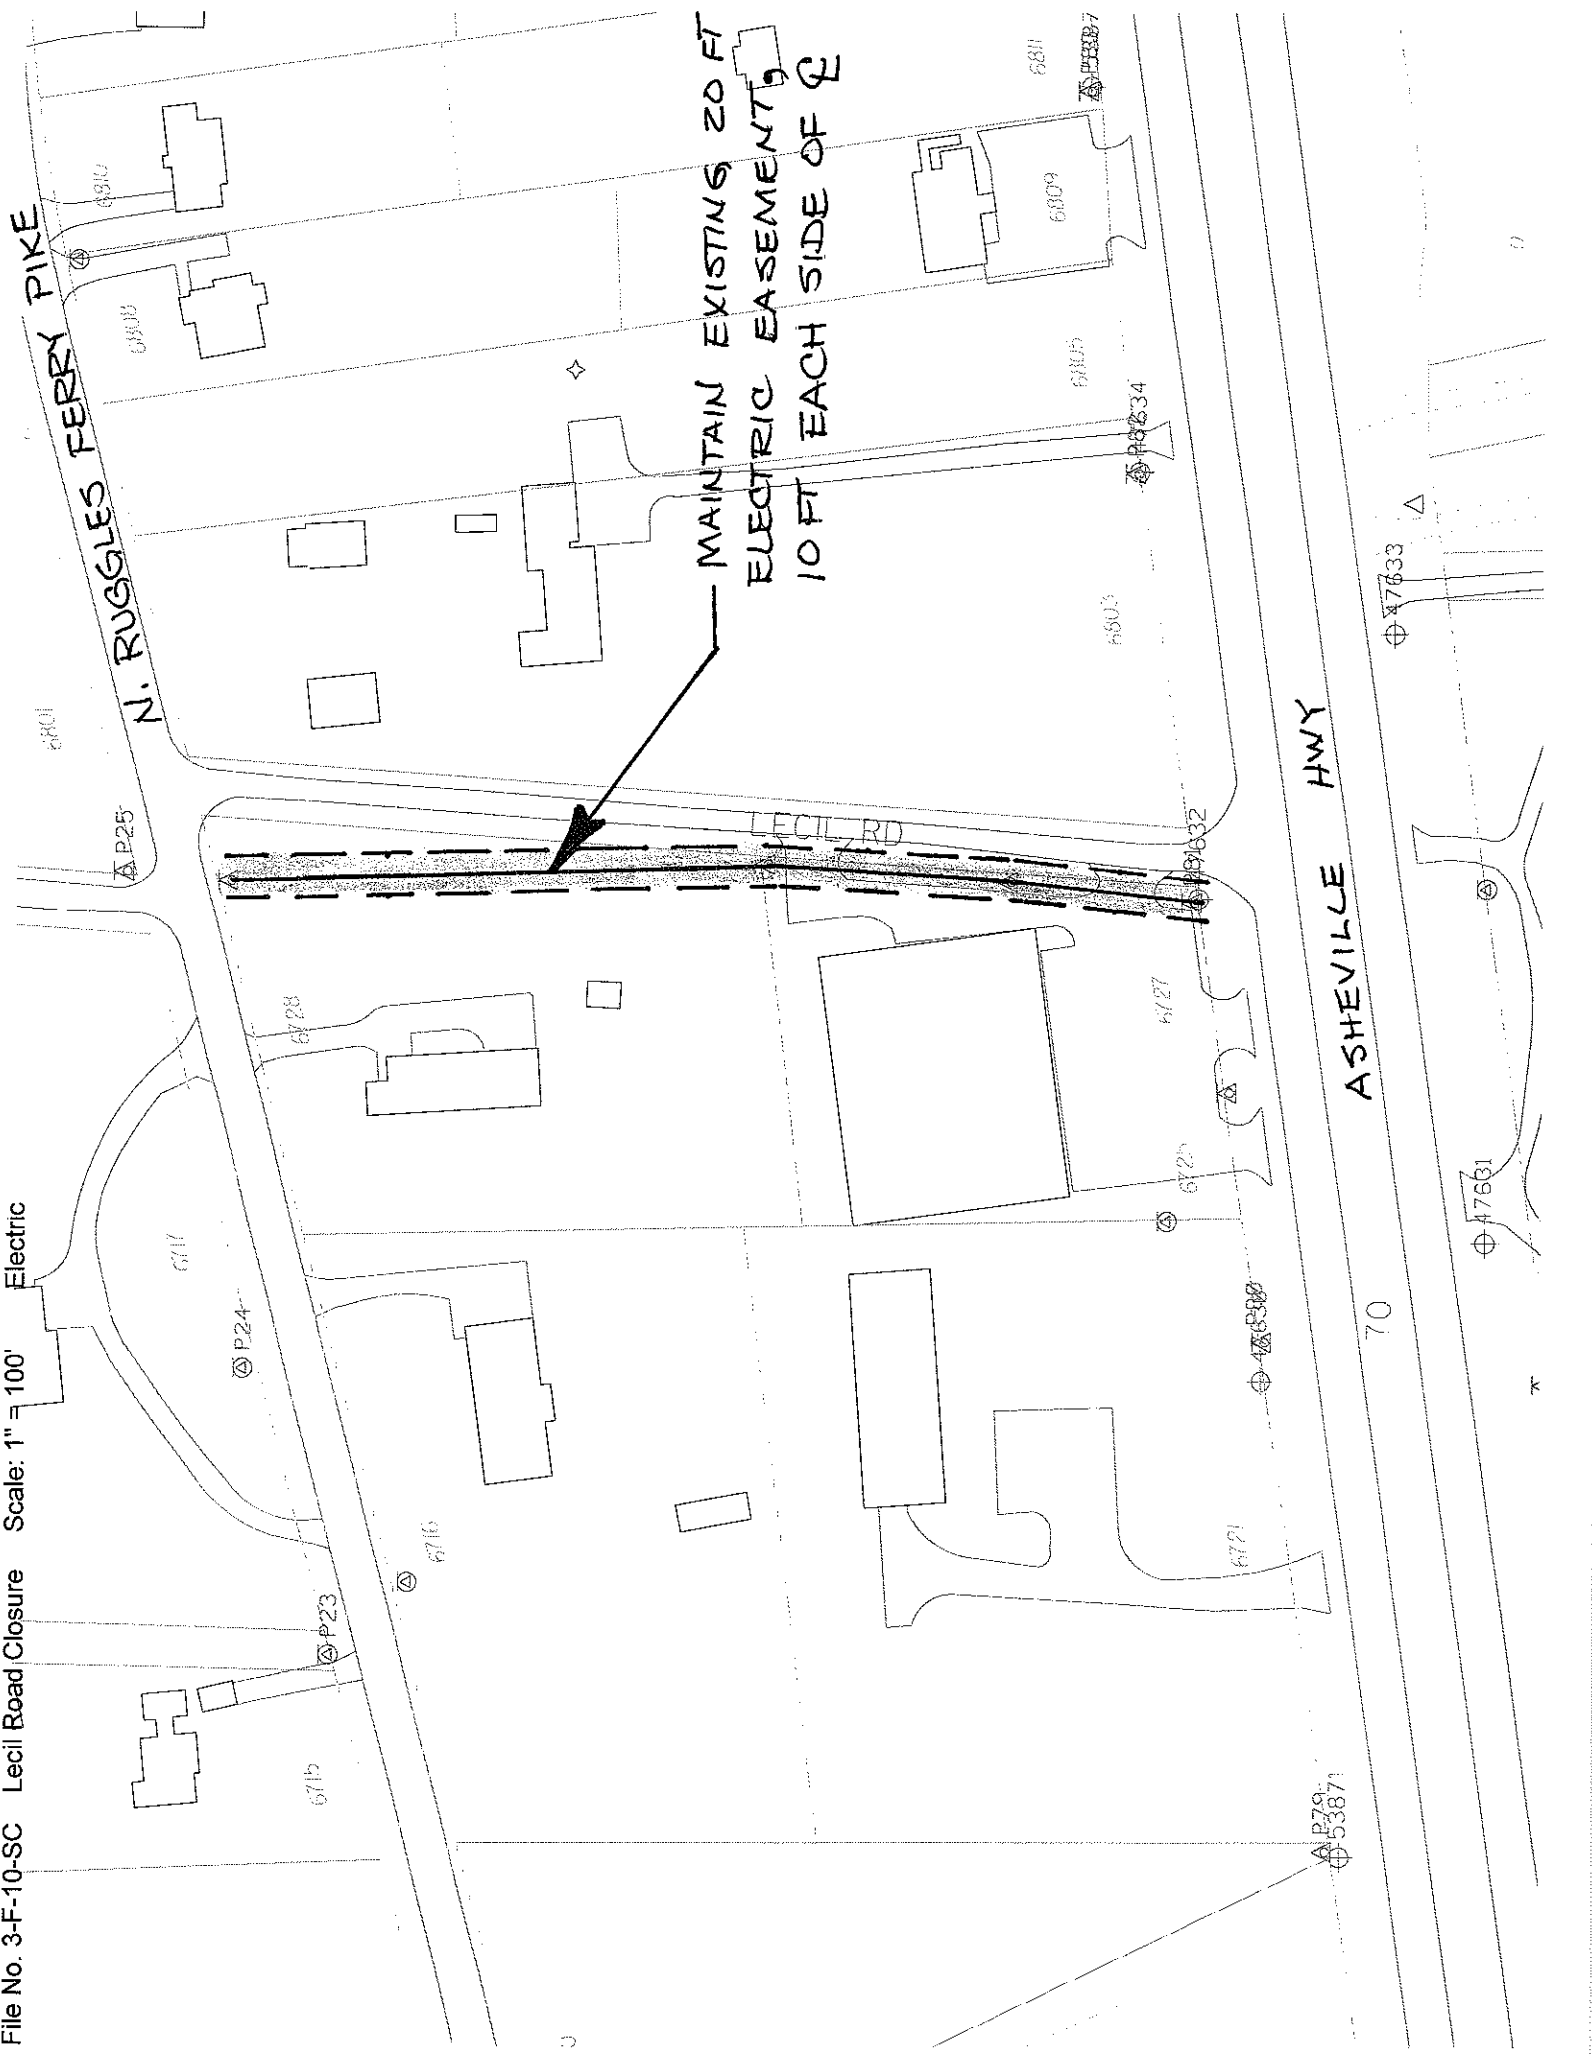 File No. 3-F-10-SC Lecil Road Closure Scale: 1" = 100' Electric
N. RUGGLES FERRY PIKE
MAINTAIN EXISTING 20 FT
ELECTRIC EASEMENT,
10 FT EACH SIDE OF ℄
LECIL RD
ASHEVILLE HWY
70
P23
P24
P25
6715
6716
6717
6728
6801
6808
6810
6721
6725
6727
6803
6805
6809
6811
P79
53871
47631
47633